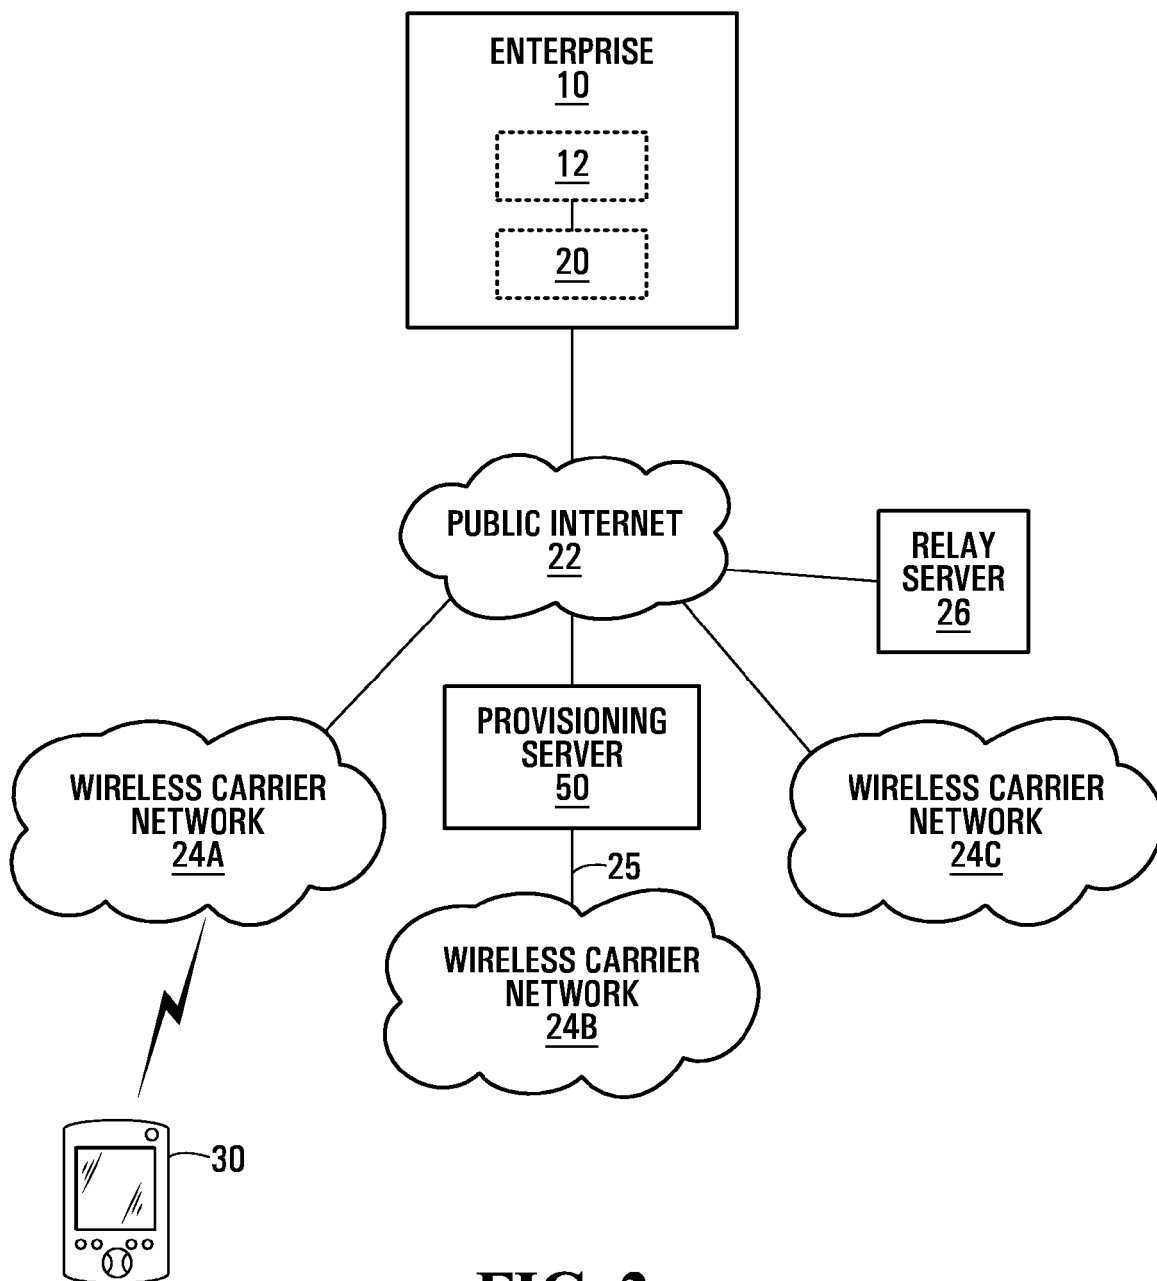 ENTERPRISE
10
12
20
PUBLIC INTERNET
22
RELAY
SERVER
26
PROVISIONING
SERVER
50
WIRELESS CARRIER
NETWORK
24A
WIRELESS CARRIER
NETWORK
24C
25
WIRELESS CARRIER
NETWORK
24B
30
FIG.